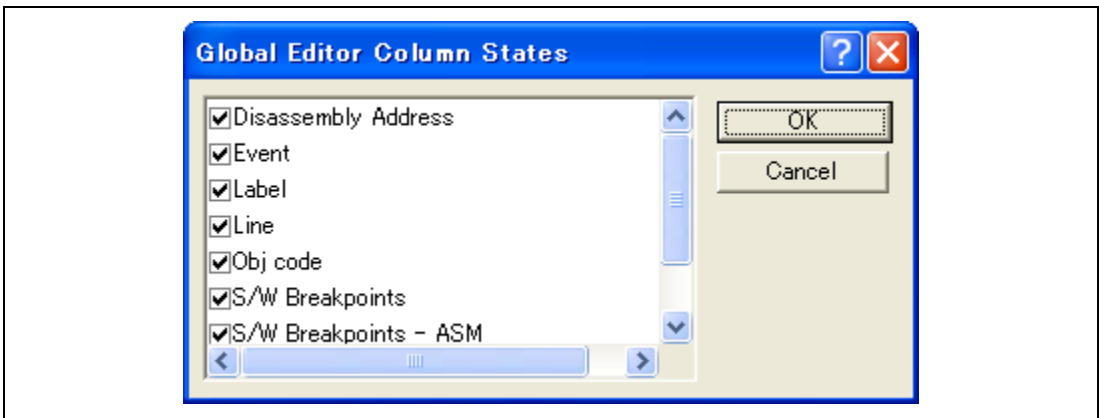 Global Editor Column States
Disassembly Address
Event
Label
Line
Obj code
S/W Breakpoints
S/W Breakpoints - ASM
OK
Cancel